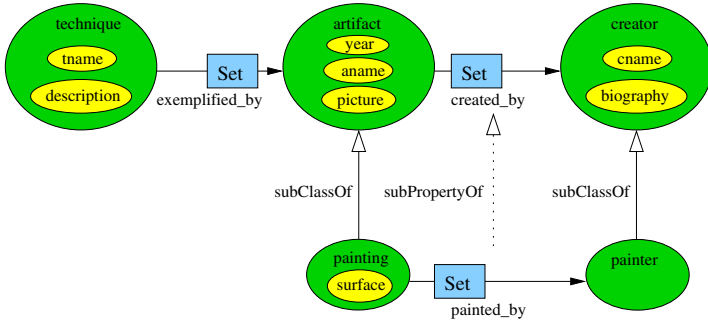 technique
tname
description
Set
exemplified_by
artifact
year
aname
picture
Set
created_by
creator
cname
biography
subClassOf
subPropertyOf
subClassOf
painting
surface
Set
painted_by
painter